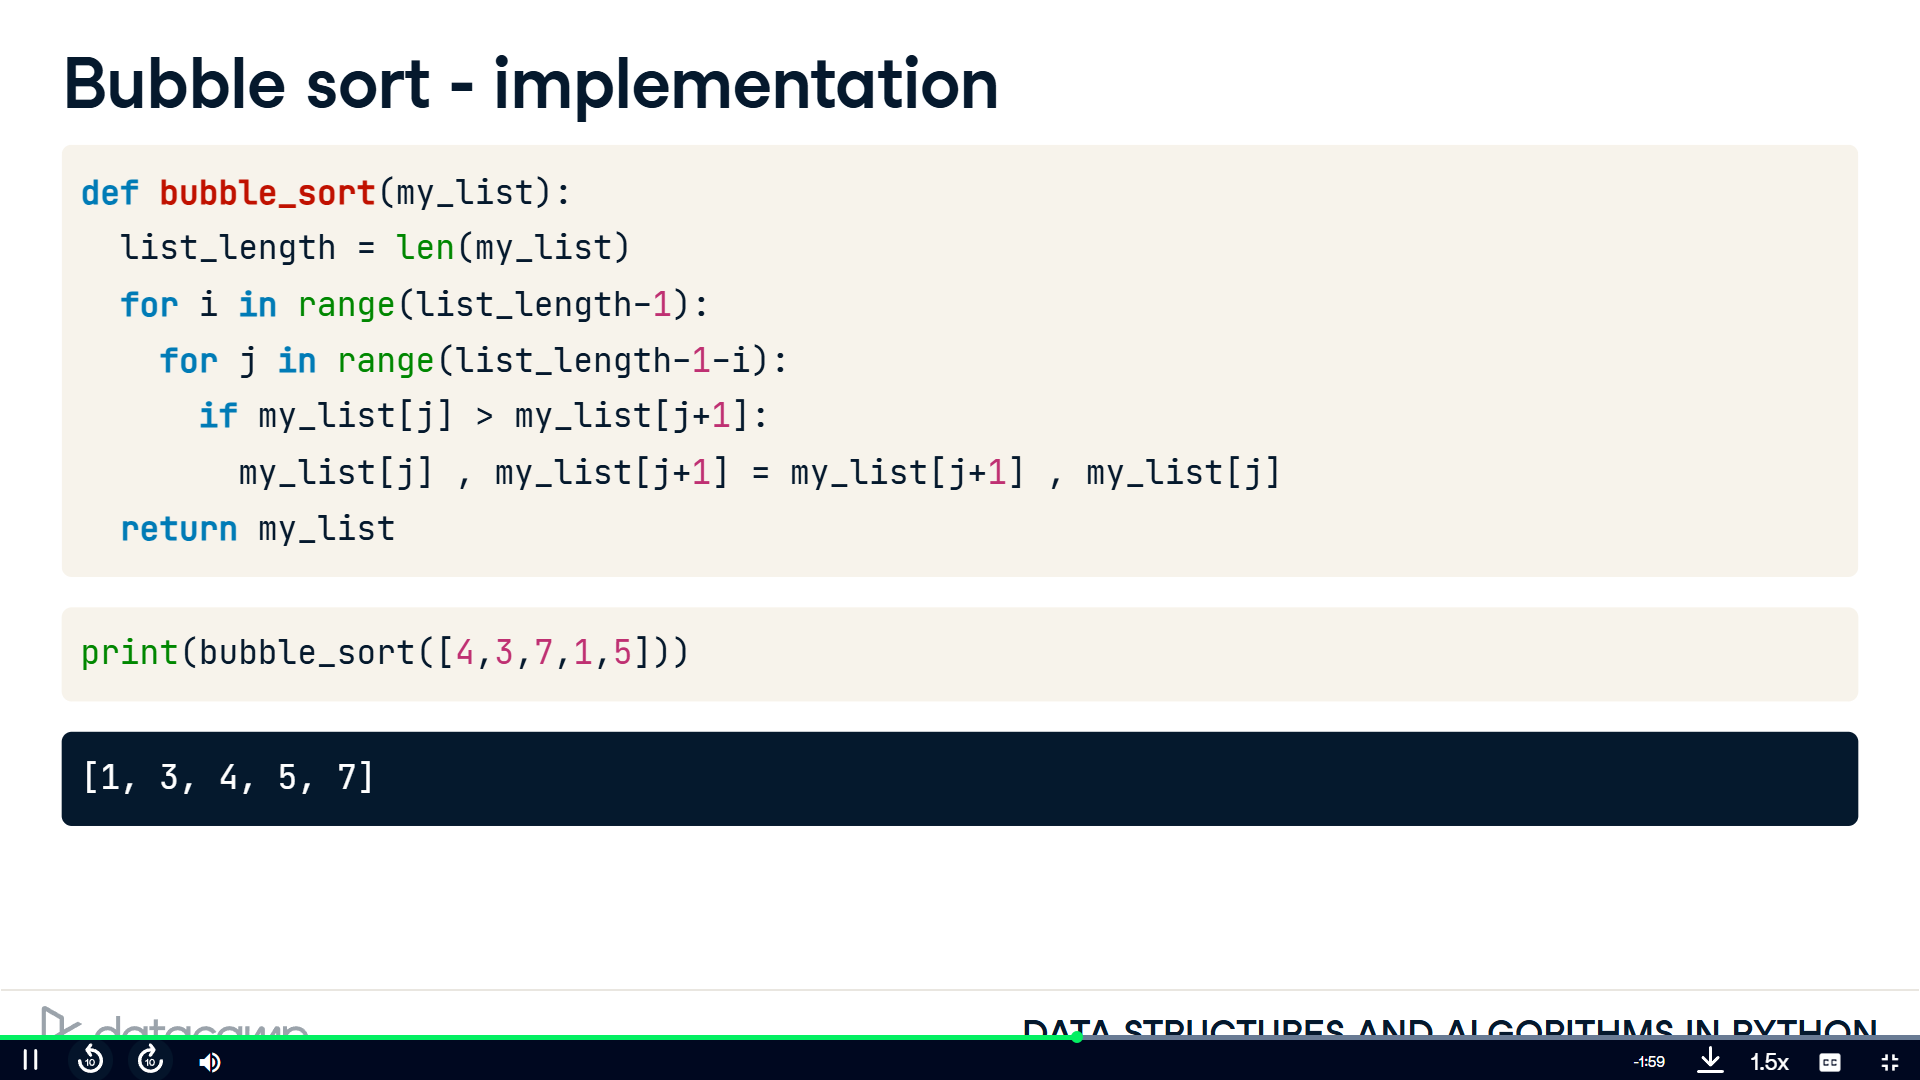 Bubble sort - implementation
def bubble_sort(my_list):
  list_length = len(my_list)
  for i in range(list_length-1):
    for j in range(list_length-1-i):
      if my_list[j] > my_list[j+1]:
        my_list[j] , my_list[j+1] = my_list[j+1] , my_list[j]
  return my_list
print(bubble_sort([4,3,7,1,5]))
[1, 3, 4, 5, 7]
datacamp
DATA STRUCTURES AND ALGORITHMS IN PYTHON
10
10
-1:59
1.5x
CC